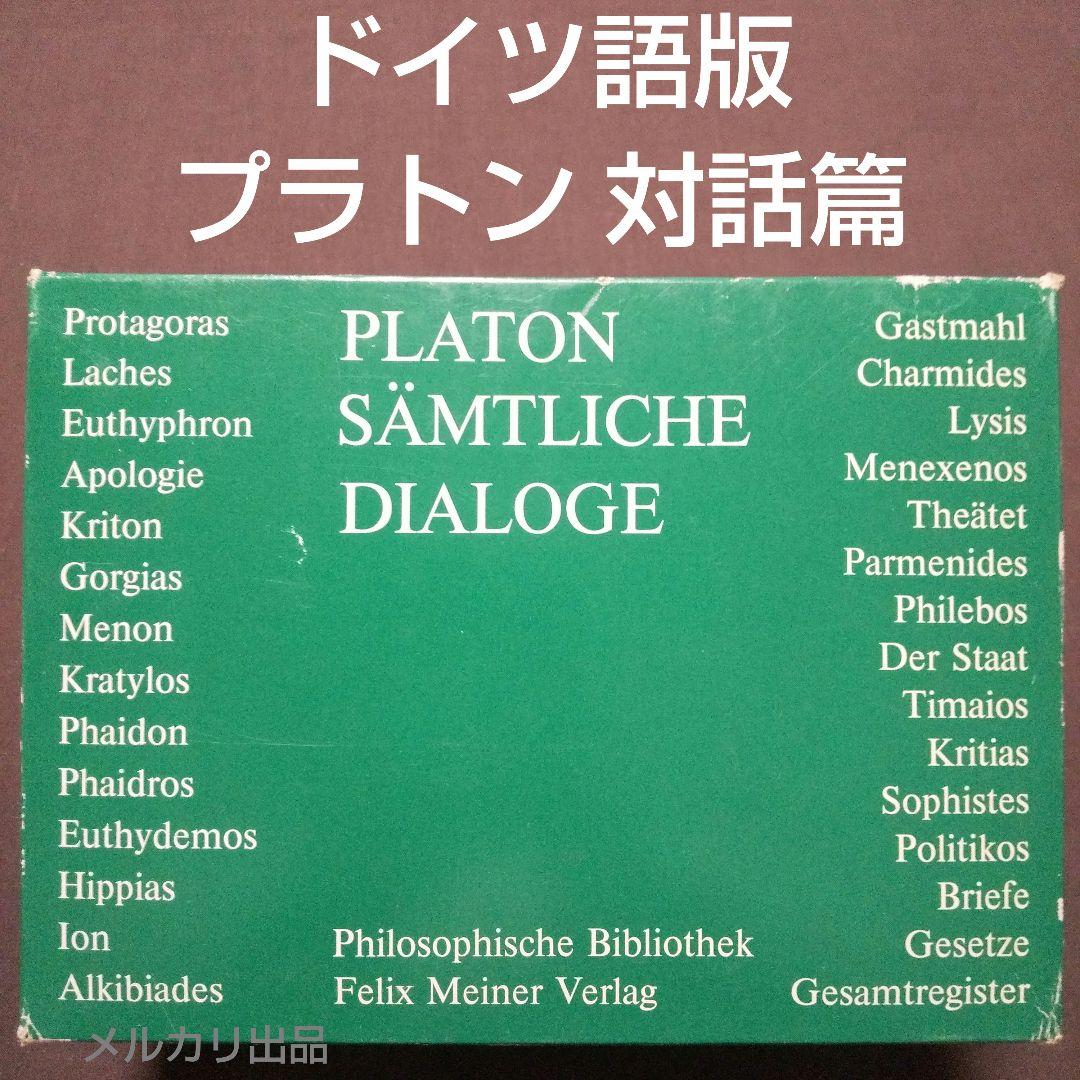 ドイツ語版
プラトン 対話篇
Protagoras
Laches
Euthyphron
Apologie
Kriton
Gorgias
Menon
Kratylos
Phaidon
Phaidros
Euthydemos
Hippias
Ion
Alkibiades
PLATON
SÄMTLICHE
DIALOGE
Philosophische Bibliothek
Felix Meiner Verlag
Gastmahl
Charmides
Lysis
Menexenos
Theätet
Parmenides
Philebos
Der Staat
Timaios
Kritias
Sophistes
Politikos
Briefe
Gesetze
Gesamtregister
メルカリ出品